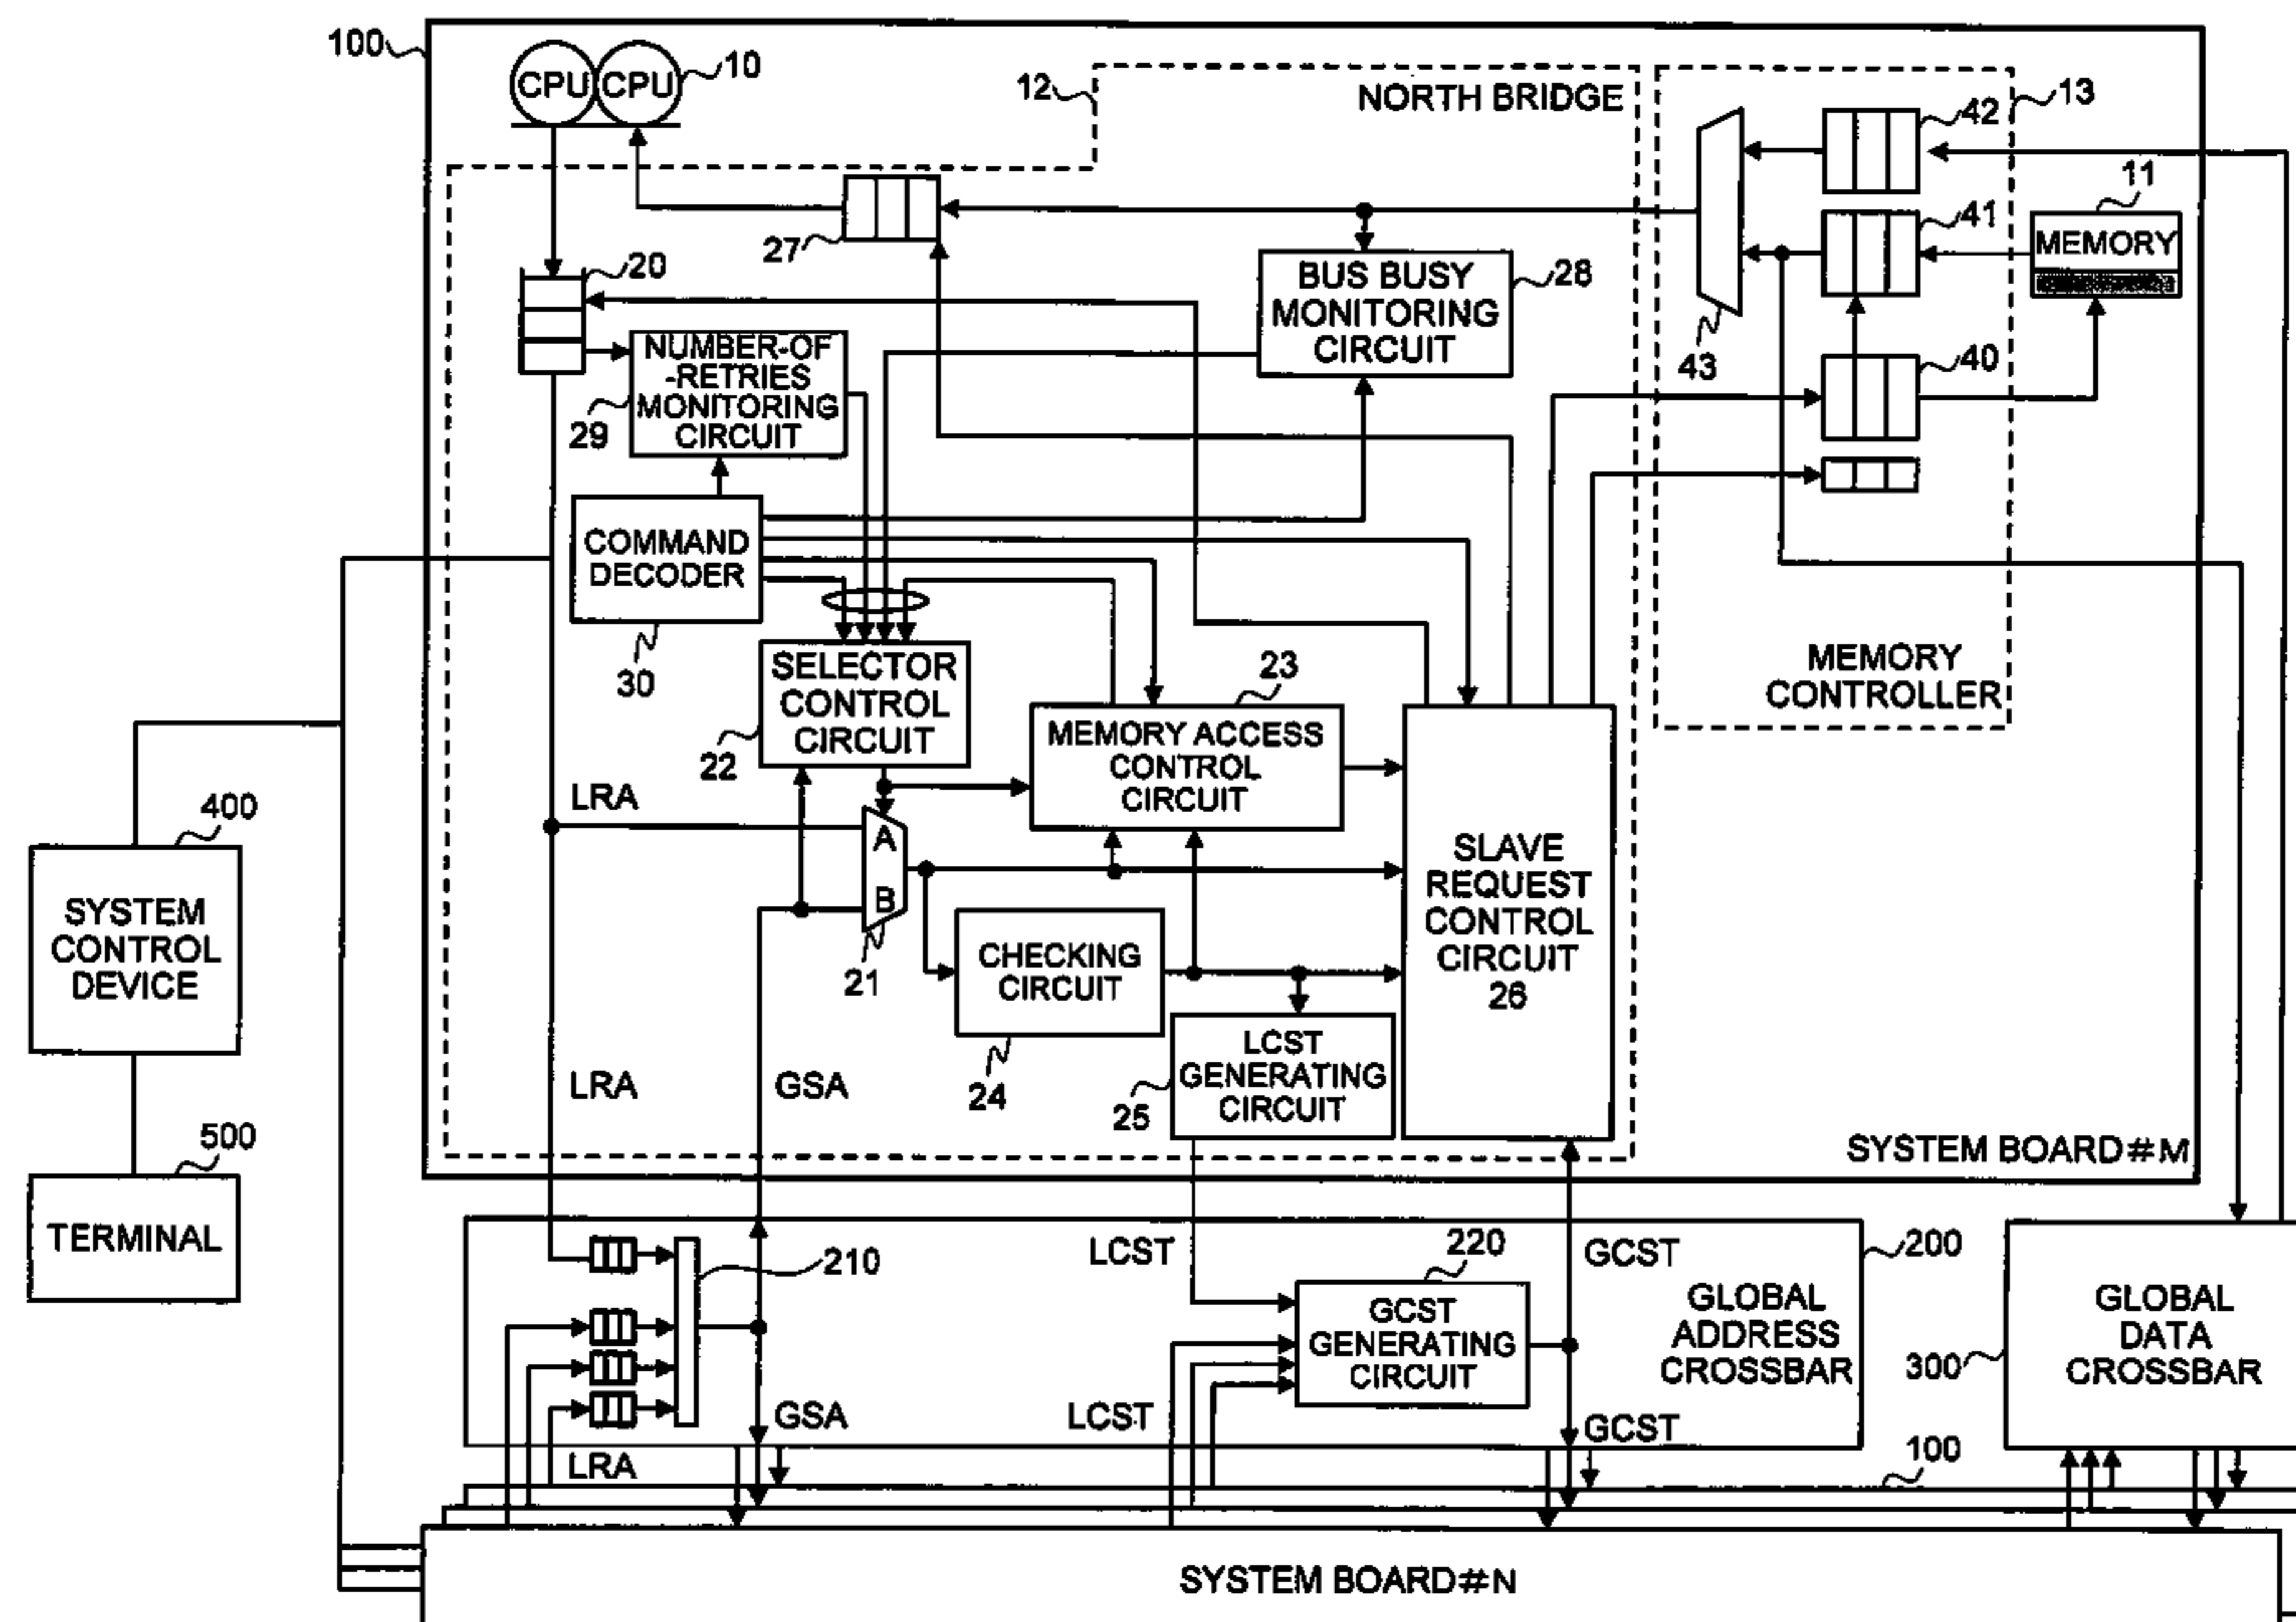 100
CPU CPU 10
12
NORTH BRIDGE
13
42
11
27
41
MEMORY
20
BUS BUSY
MONITORING
CIRCUIT
28
43
40
NUMBER-OF
-RETRIES
MONITORING
CIRCUIT
29
COMMAND
DECODER
30
SELECTOR
CONTROL
CIRCUIT
22
23
MEMORY ACCESS
CONTROL
CIRCUIT
MEMORY
CONTROLLER
LRA
A
B
21
SLAVE
REQUEST
CONTROL
CIRCUIT
26
400
SYSTEM
CONTROL
DEVICE
CHECKING
CIRCUIT
24
LCST
GENERATING
CIRCUIT
25
LRA
GSA
500
TERMINAL
SYSTEM BOARD#M
210
LCST
220
GCST
200
GCST
GENERATING
CIRCUIT
GLOBAL
ADDRESS
CROSSBAR
300
GLOBAL
DATA
CROSSBAR
GSA
LCST
GCST
LRA
100
SYSTEM BOARD#N